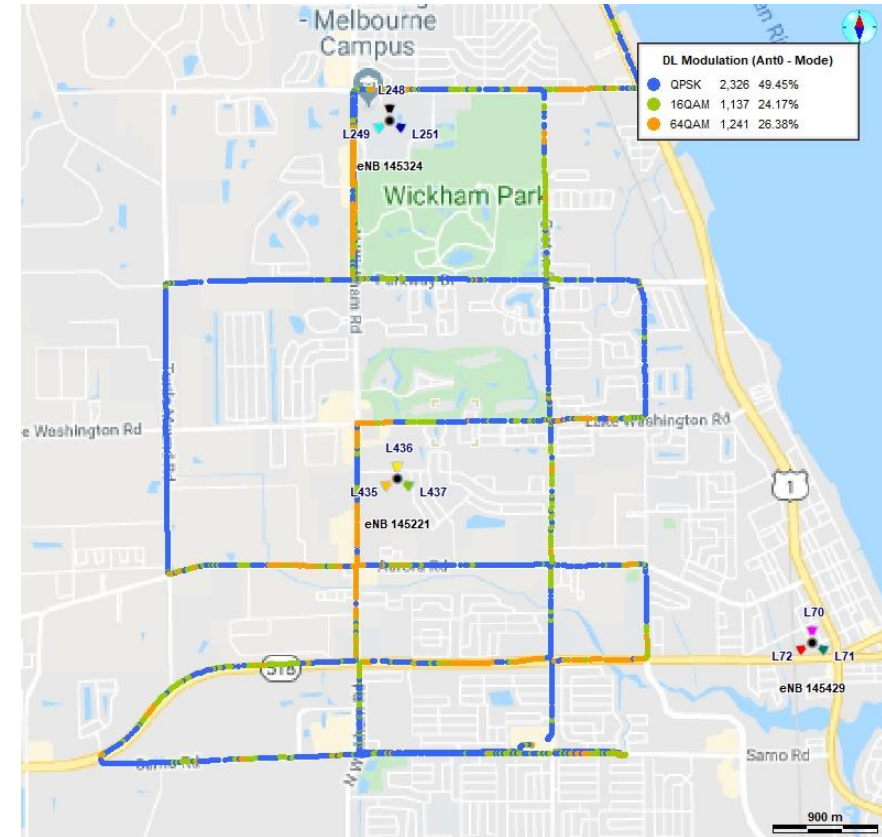 - Melbourne
Campus
L248
L249
L251
eNB 145324
Wickham Park
DL Modulation (Ant0 - Mode)
QPSK 2,326 49.45%
16QAM 1,137 24.17%
64QAM 1,241 26.38%
Parkway Dr
Lake Washington Rd
e Washington Rd
L436
L435
L437
eNB 145221
1
Aurora Rd
518
L70
L72
L71
eNB 145429
Sarno Rd
Sarno Rd
900 m